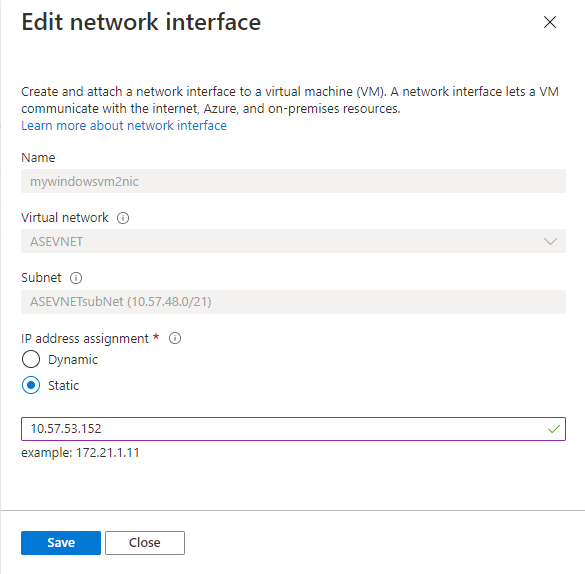 Edit network interface
Create and attach a network interface to a virtual machine (VM). A network interface lets a VM
communicate with the internet, Azure, and on-premises resources.
Learn more about network interface
Name
mywindowsvm2nic
Virtual network
ASEVNET
Subnet
ASEVNETsubNet (10.57.48.0/21)
IP address assignment *
Dynamic
Static
10.57.53.152
example: 172.21.1.11
Save Close